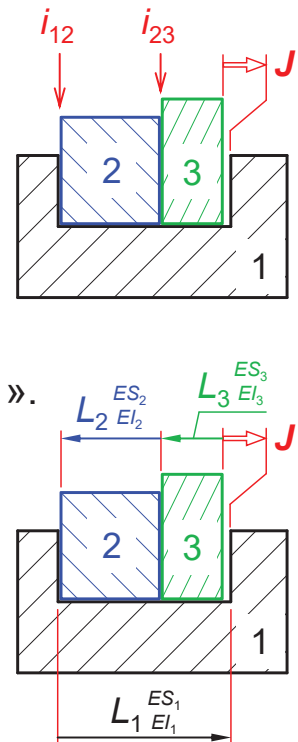 i12 i23
J
2 3
1
».
L2 ES2 EI2 L3 ES3 EI3
J
2 3
1
L1 ES1 EI1